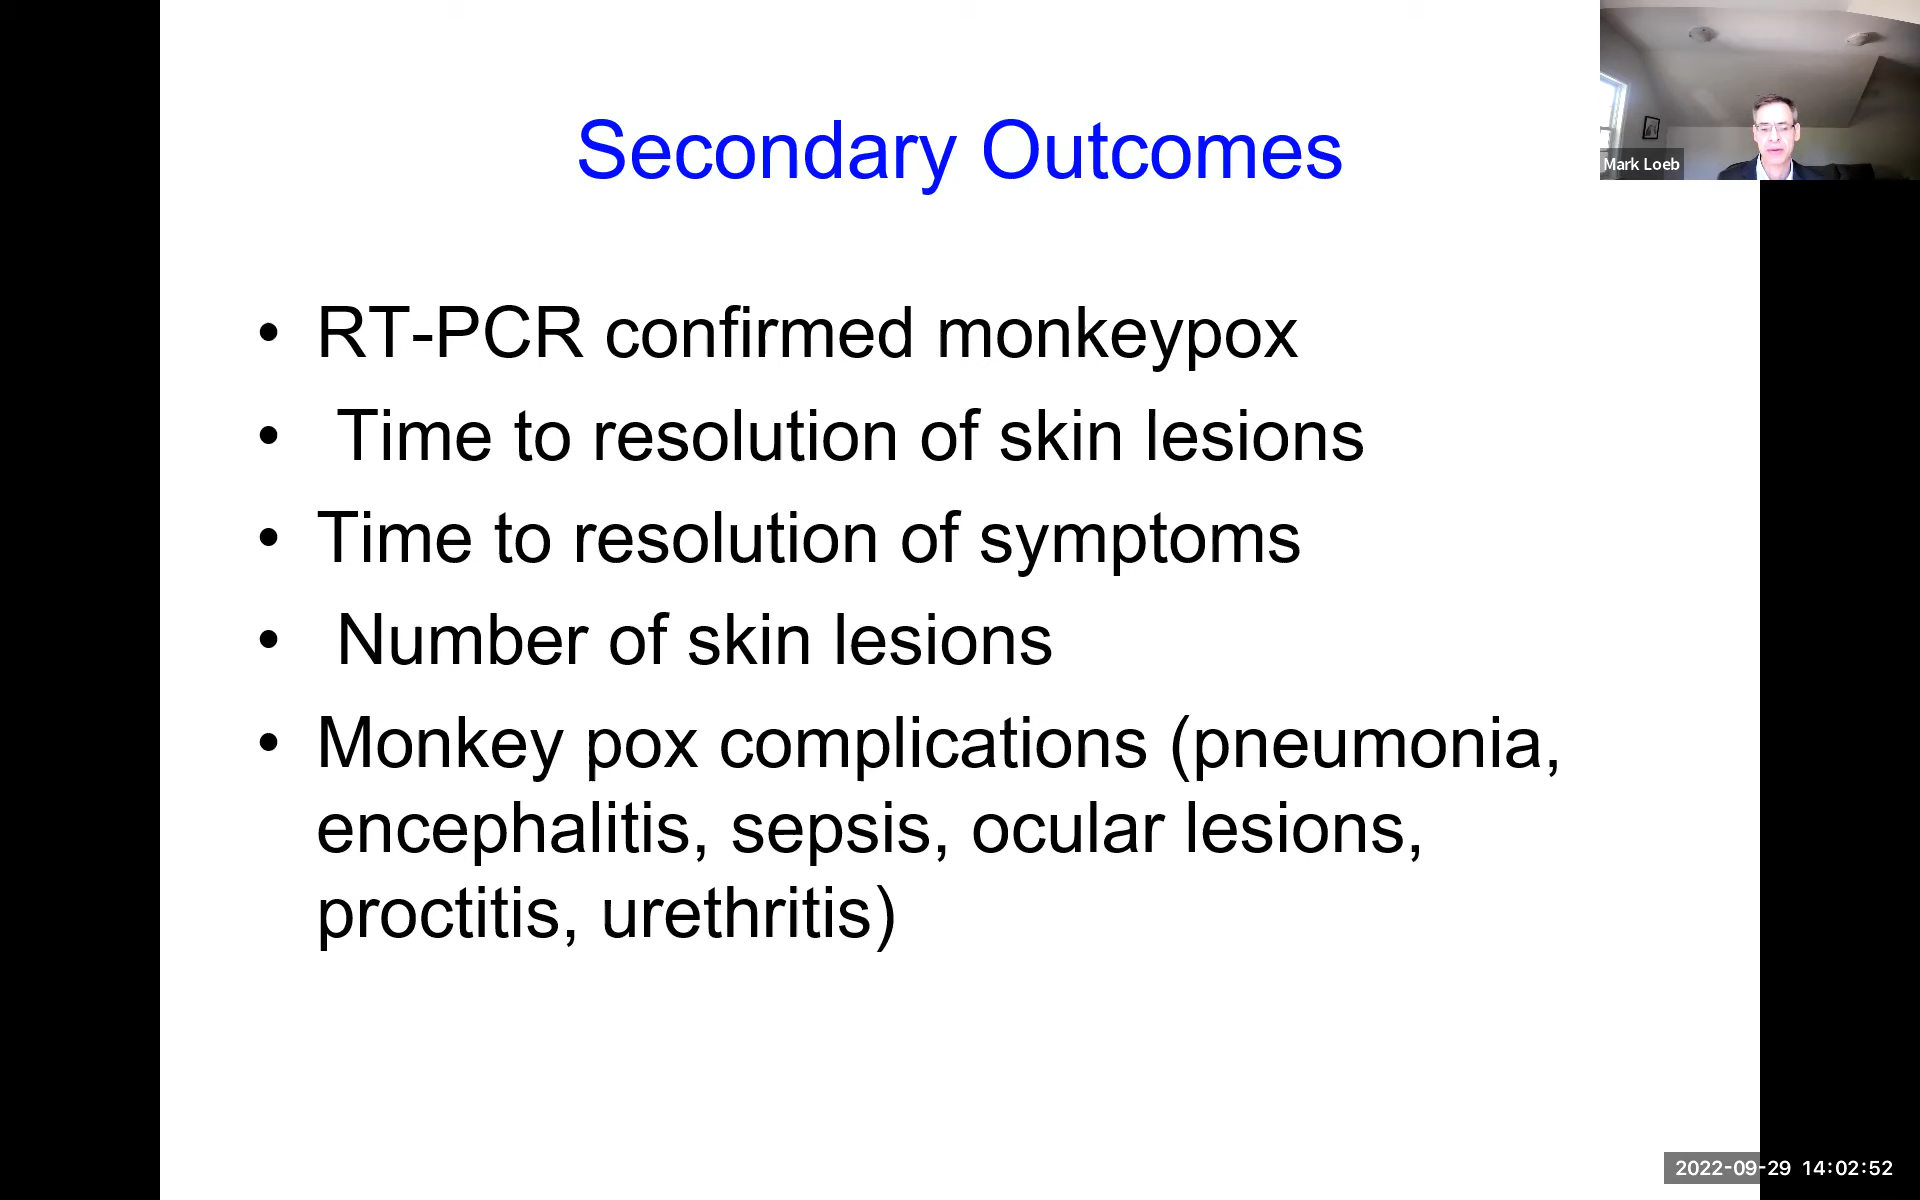 Secondary Outcomes
Mark Loeb
• RT-PCR confirmed monkeypox
• Time to resolution of skin lesions
• Time to resolution of symptoms
• Number of skin lesions
• Monkey pox complications (pneumonia,
encephalitis, sepsis, ocular lesions,
proctitis, urethritis)
2022-09-29 14:02:52